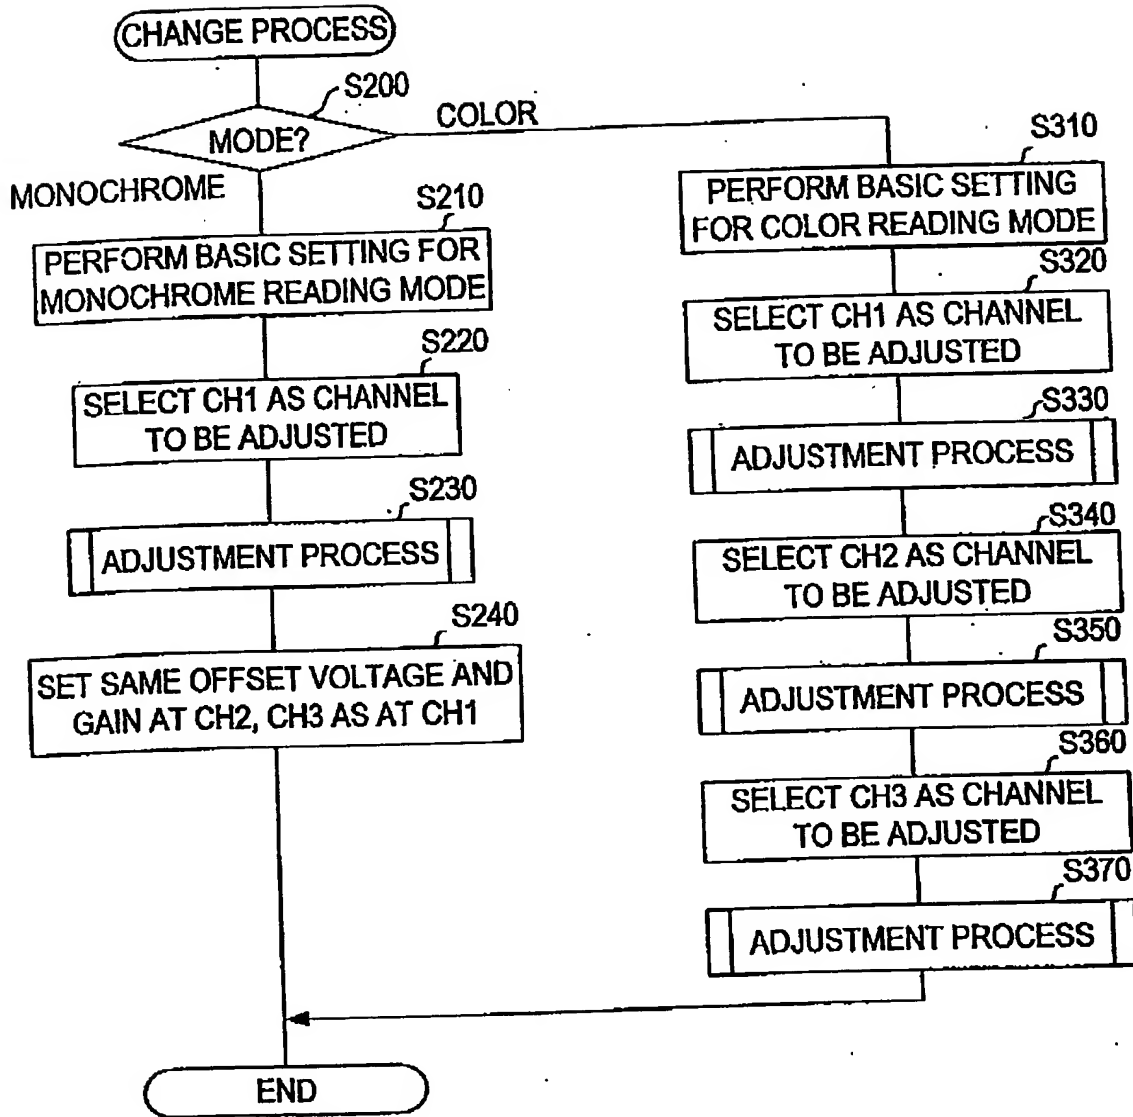 CHANGE PROCESS
S200
MODE?
COLOR
MONOCHROME
S210
PERFORM BASIC SETTING FOR
MONOCHROME READING MODE
S220
SELECT CH1 AS CHANNEL
TO BE ADJUSTED
S230
ADJUSTMENT PROCESS
S240
SET SAME OFFSET VOLTAGE AND
GAIN AT CH2, CH3 AS AT CH1
S310
PERFORM BASIC SETTING
FOR COLOR READING MODE
S320
SELECT CH1 AS CHANNEL
TO BE ADJUSTED
S330
ADJUSTMENT PROCESS
S340
SELECT CH2 AS CHANNEL
TO BE ADJUSTED
S350
ADJUSTMENT PROCESS
S360
SELECT CH3 AS CHANNEL
TO BE ADJUSTED
S370
ADJUSTMENT PROCESS
END